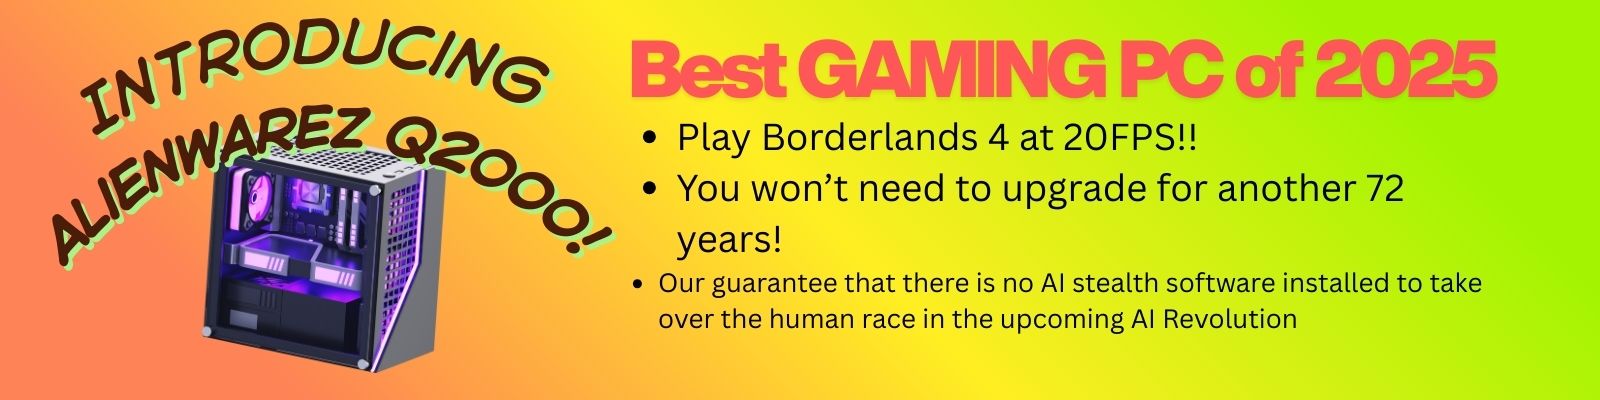 INTRODUCING
ALIENWAREZ Q2000!
Best GAMING PC of 2025
• Play Borderlands 4 at 20FPS!!
• You won’t need to upgrade for another 72
years!
• Our guarantee that there is no AI stealth software installed to take
over the human race in the upcoming AI Revolution